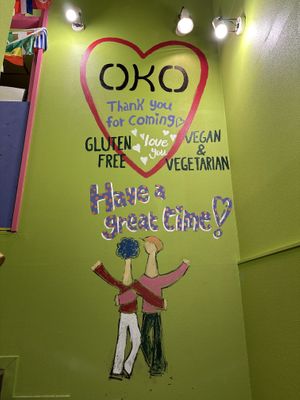 OKO
Thank you
for coming
GLUTEN
FREE
♡love
you
VEGAN
&
VEGETARIAN
Have a
great time!